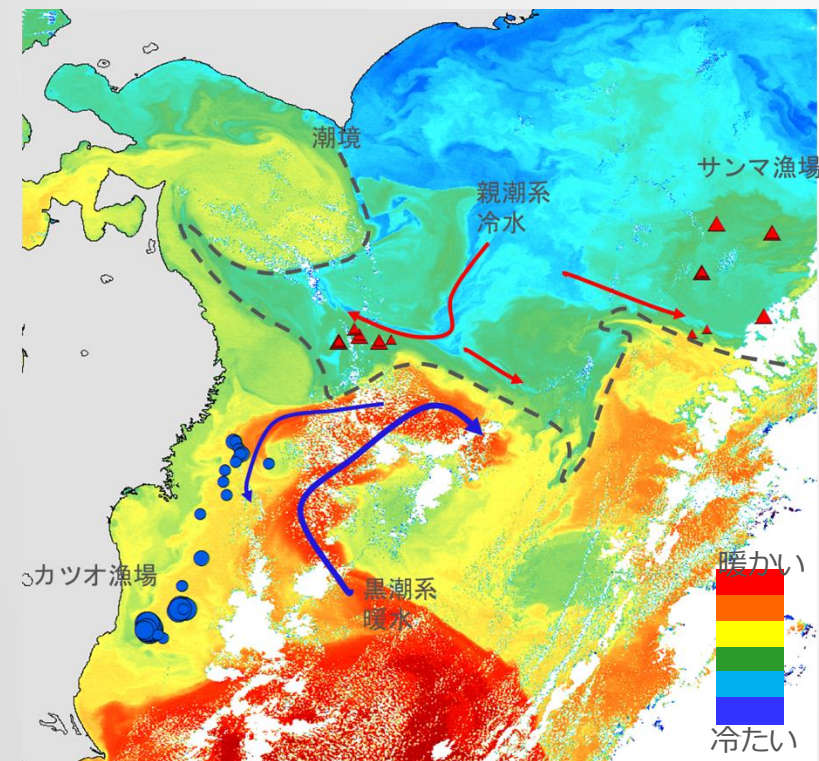 潮境
サンマ漁場
親潮系
冷水
カツオ漁場
黒潮系
暖水
暖かい
冷たい